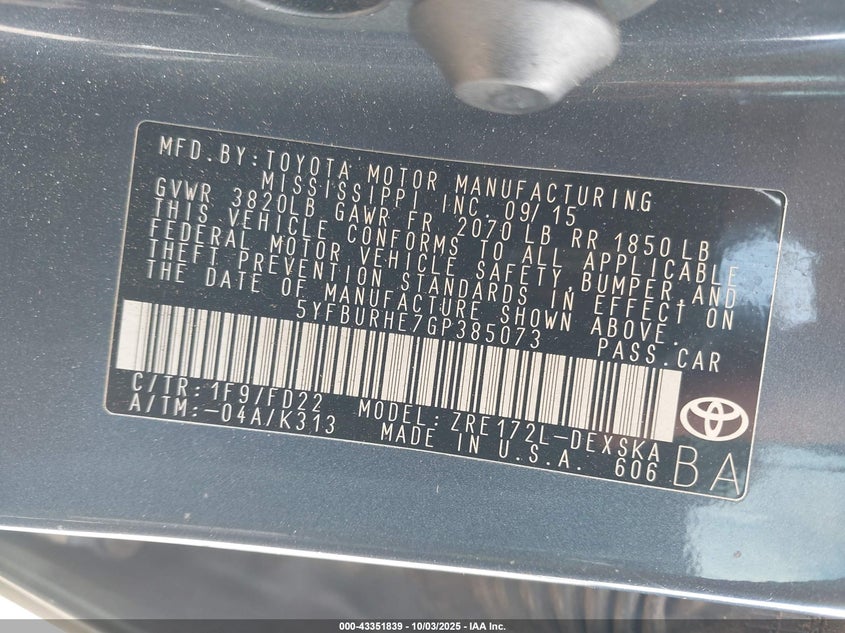 MFD.BY:TOYOTA MOTOR MANUFACTURING
MISSISSIPPI INC. 09/15
GVWR 3820LB GAWR FR 2070 LB RR 1850 LB
THIS VEHICLE CONFORMS TO ALL APPLICABLE
FEDERAL MOTOR VEHICLE SAFETY,BUMPER,AND
THEFT PREVENTION STANDARDS IN EFFECT ON
THE DATE OF MANUFACTURE SHOWN ABOVE.
5YFBURHE7GP385073 PASS.CAR
C/TR:1F9/FD22 MODEL:ZRE172L-DEXSKA
A/TM:-04A/K313 MADE IN U.S.A. 606
BA
000-43351839 - 10/03/2025 - IAA Inc.